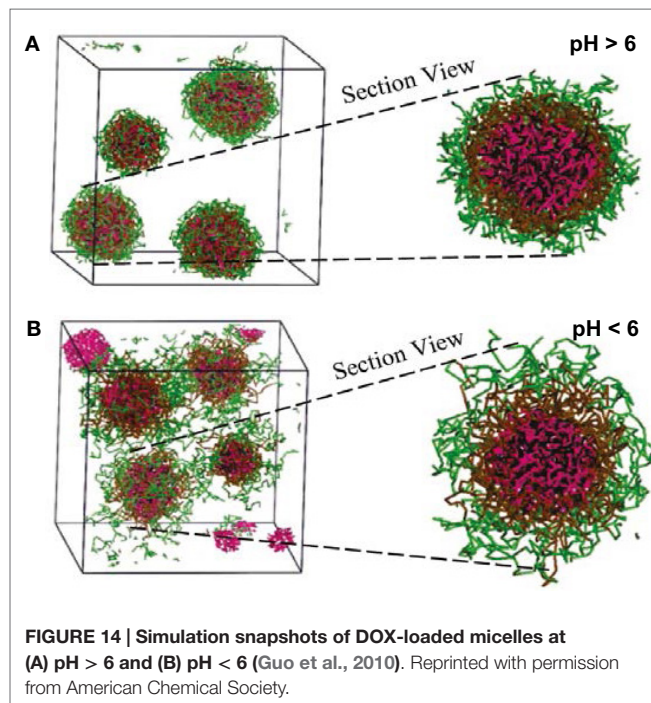 A
pH > 6
Section View
B
pH < 6
Section View
FIGURE 14 | Simulation snapshots of DOX-loaded micelles at
(A) pH > 6 and (B) pH < 6 (Guo et al., 2010). Reprinted with permission
from American Chemical Society.